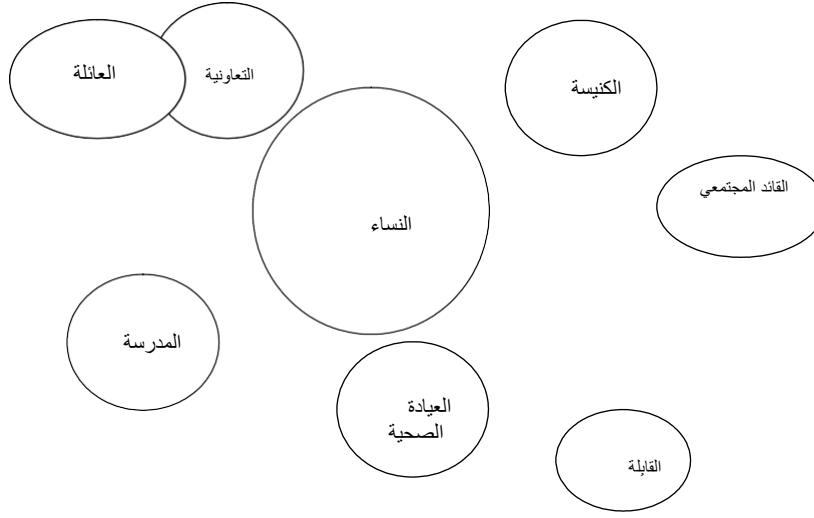 العائلة
التعاونية
الكنيسة
القائد المجتمعي
النساء
المدرسة
العيادة
الصحية
القابلة